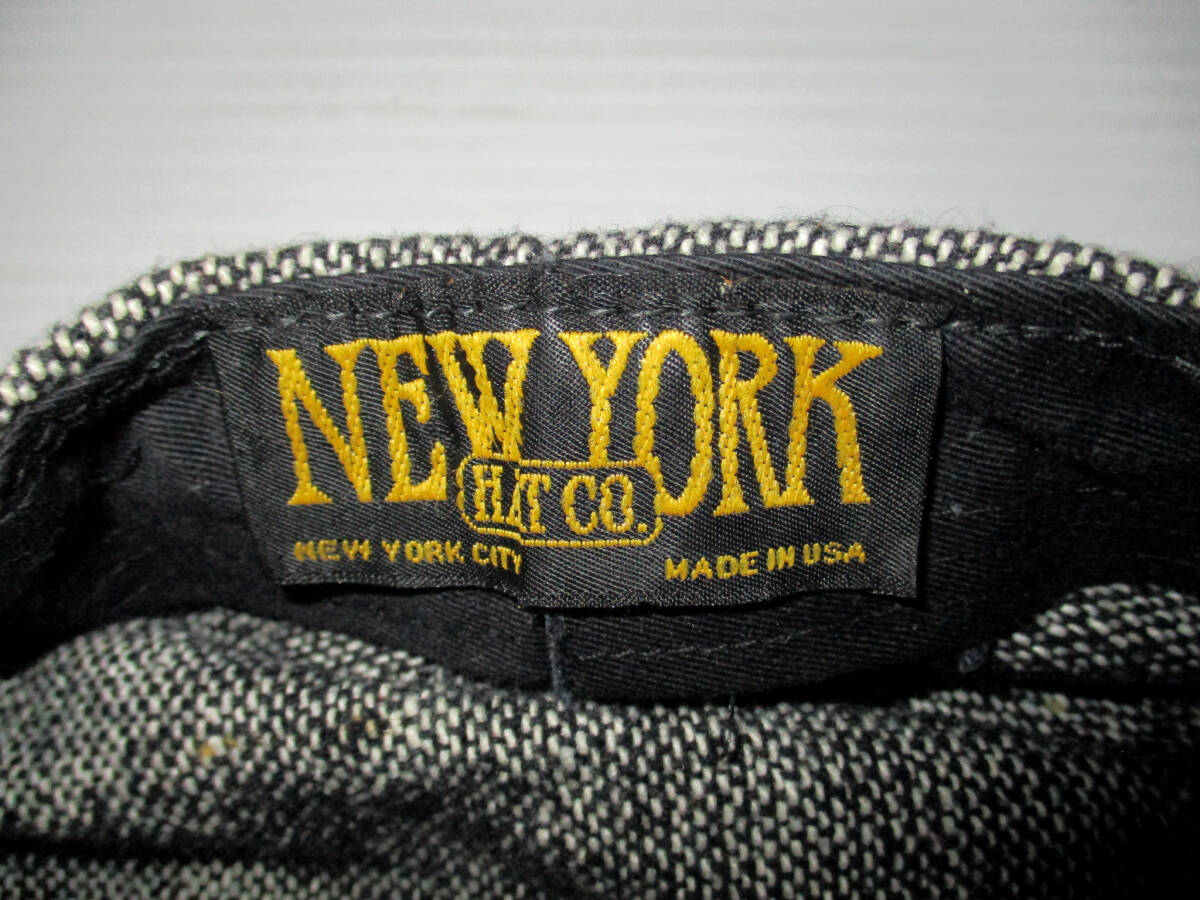 NEW YORK
HAT CO.
NEW YORK CITY
MADE IN USA